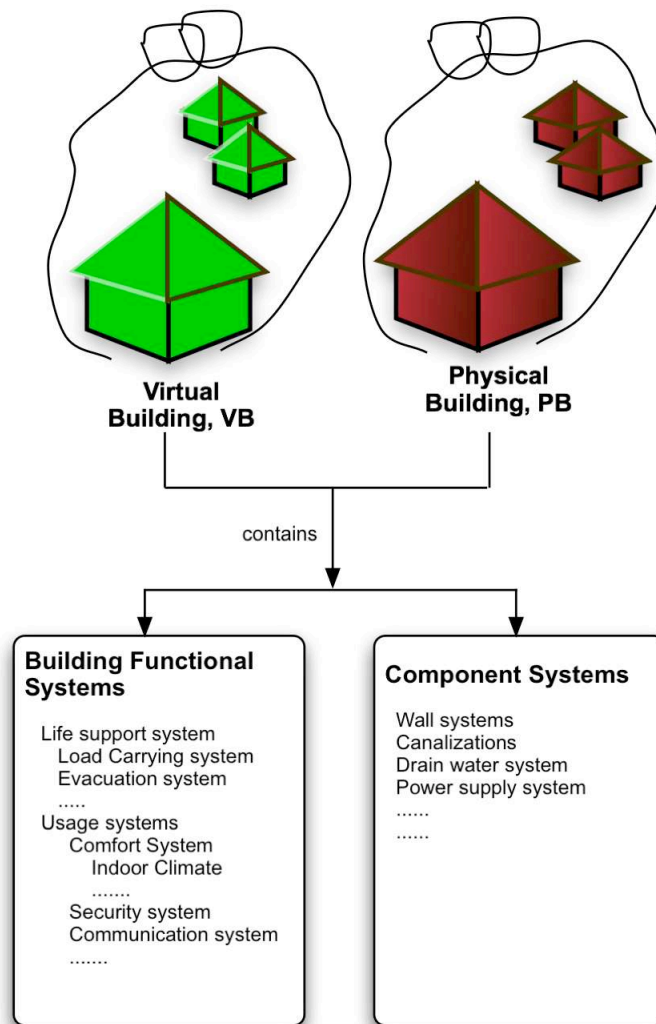 Virtual
Building, VB
Physical
Building, PB
contains
Building Functional
Systems
Life support system
Load Carrying system
Evacuation system
.....
Usage systems
Comfort System
Indoor Climate
.......
Security system
Communication system
.......
Component Systems
Wall systems
Canalizations
Drain water system
Power supply system
......
......